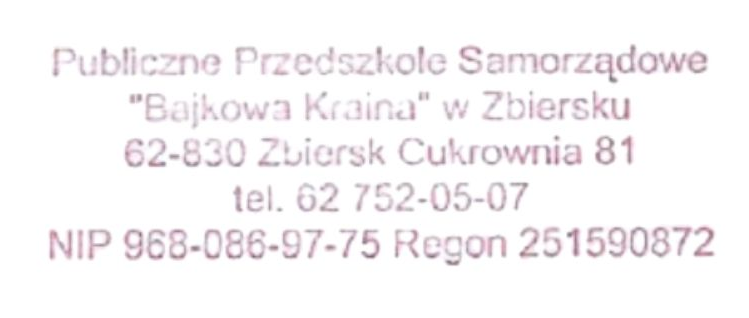 Publiczne Przedszkole Samorządowe
"Bajkowa Kraina" w Zbiersku
62-830 Zbiersk Cukrownia 81
tel. 62 752-05-07
NIP 968-086-97-75 Regon 251590872